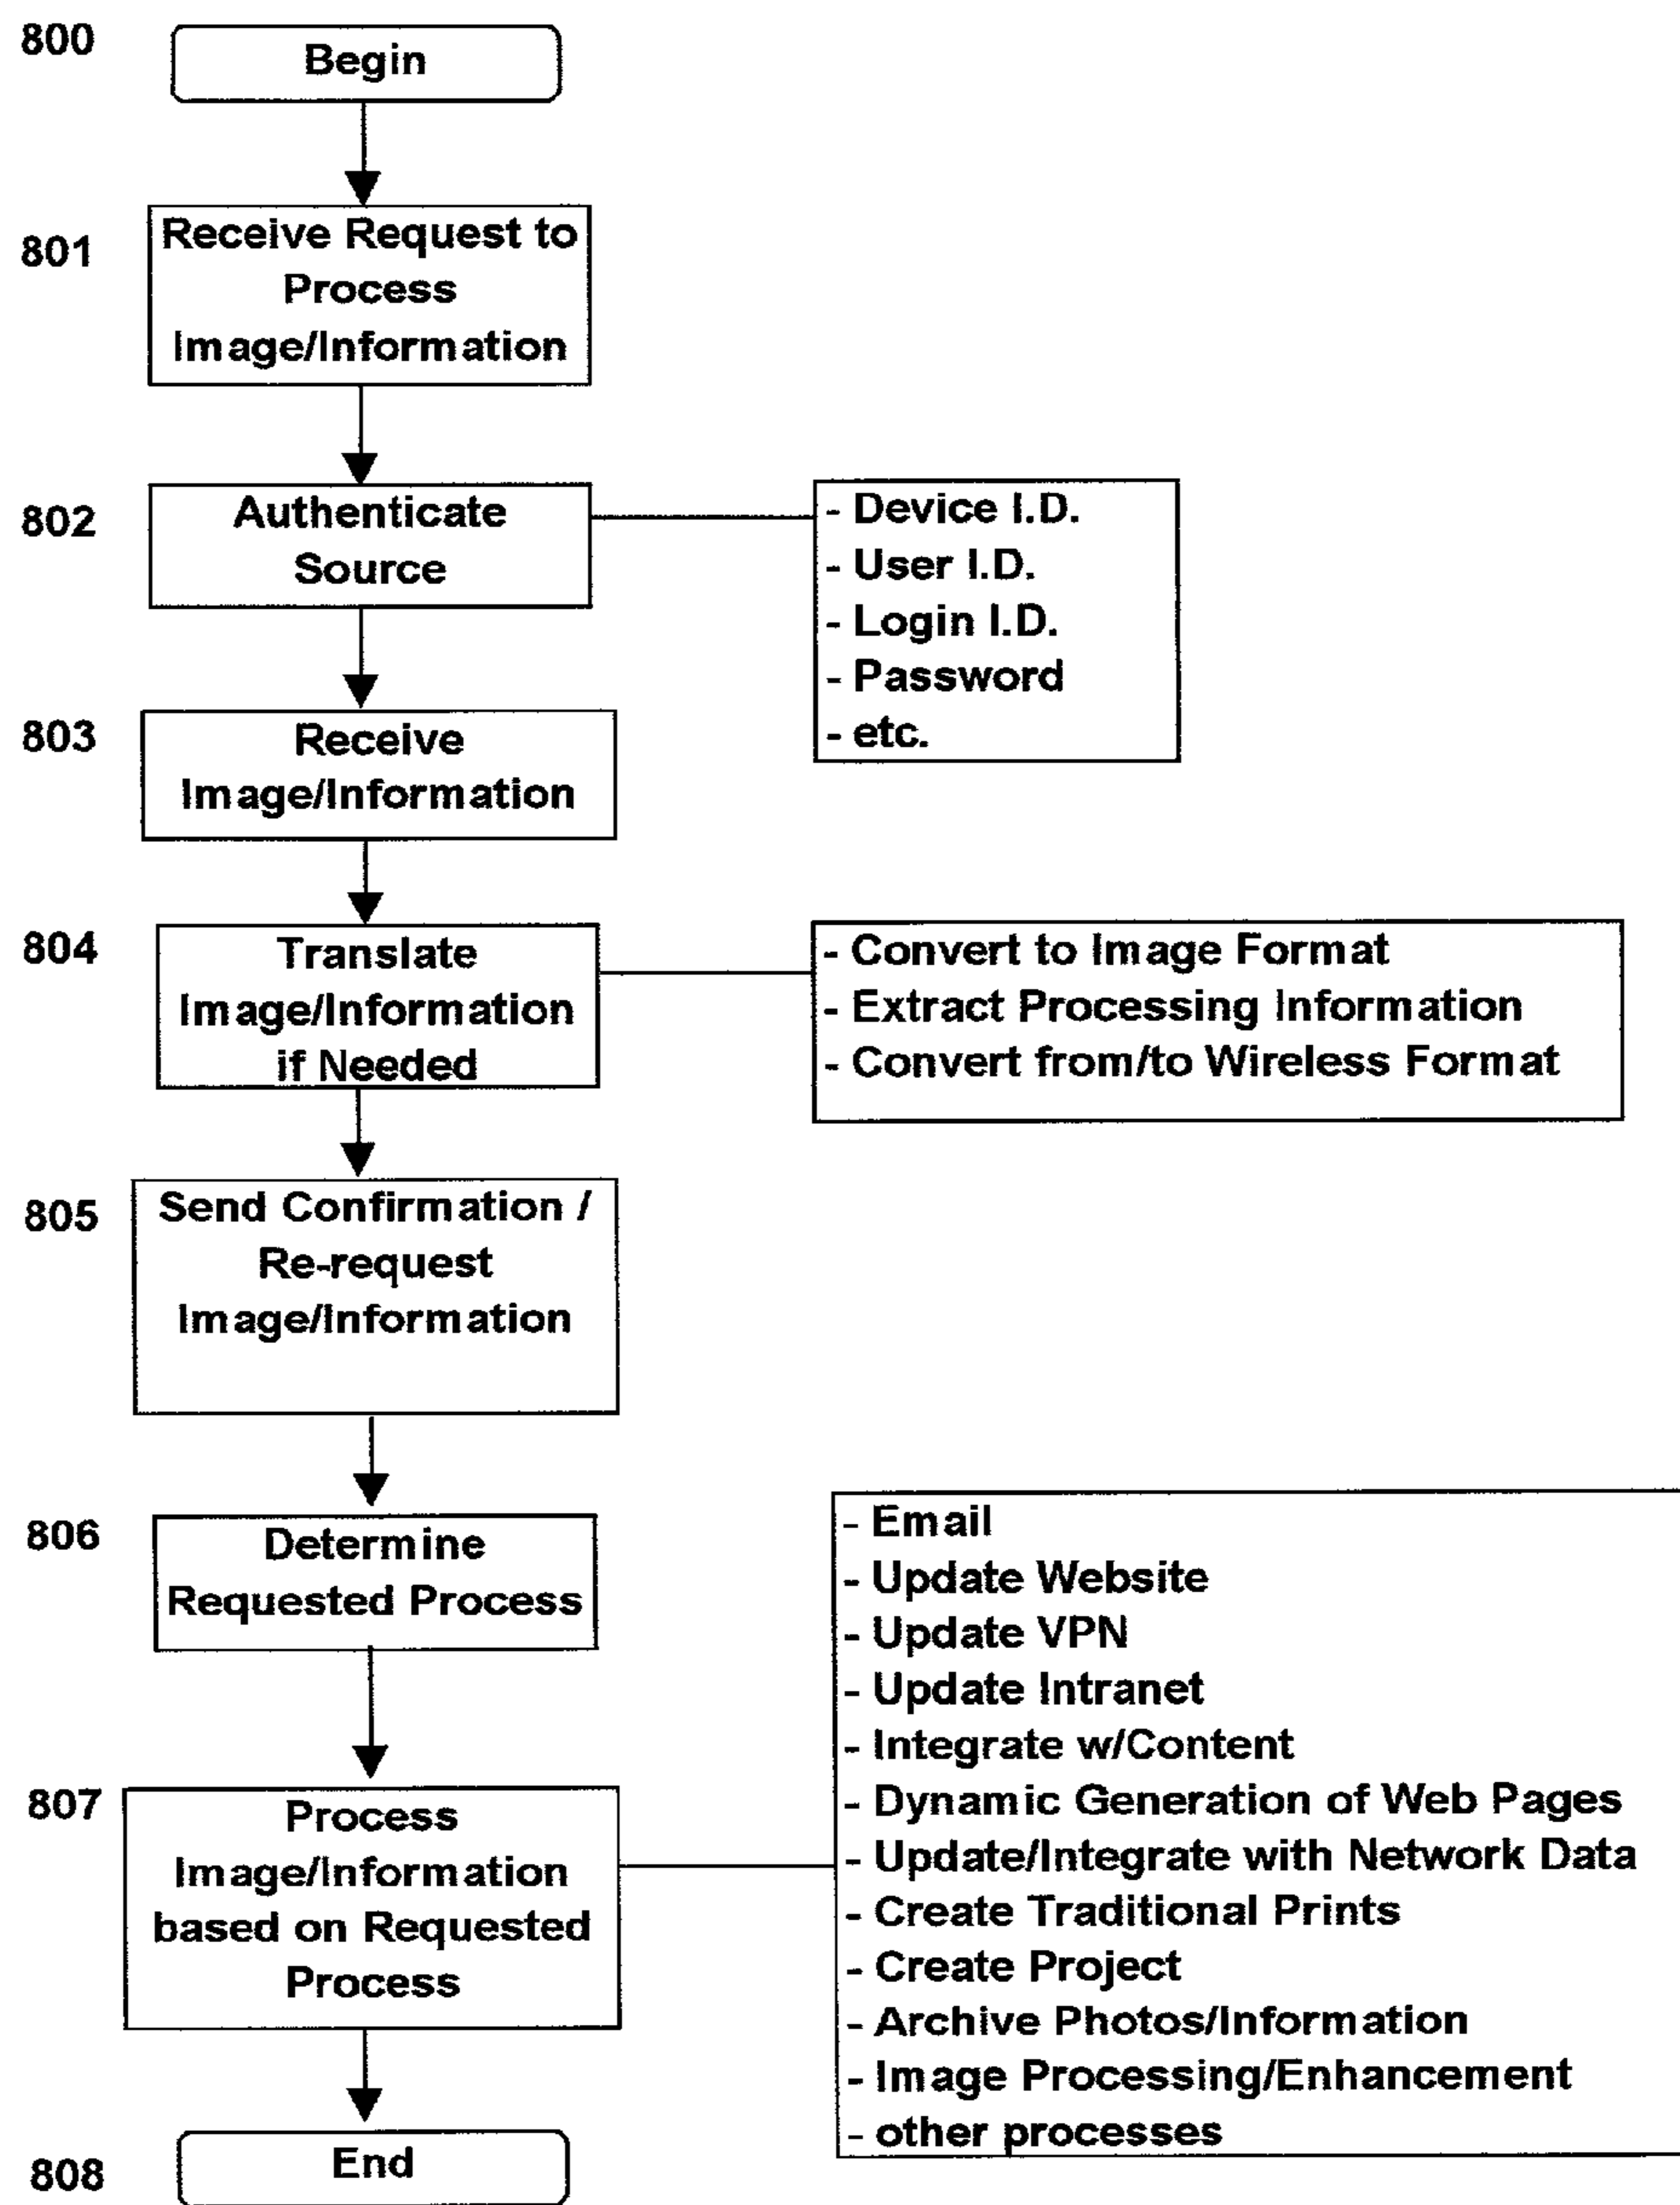 800
Begin
801
Receive Request to
Process
Image/Information
802
Authenticate
Source
- Device I.D.
- User I.D.
- Login I.D.
- Password
- etc.
803
Receive
Image/Information
804
Translate
Image/Information
if Needed
- Convert to Image Format
- Extract Processing Information
- Convert from/to Wireless Format
805
Send Confirmation /
Re-request
Image/Information
806
Determine
Requested Process
807
Process
Image/Information
based on Requested
Process
- Email
- Update Website
- Update VPN
- Update Intranet
- Integrate w/Content
- Dynamic Generation of Web Pages
- Update/Integrate with Network Data
- Create Traditional Prints
- Create Project
- Archive Photos/Information
- Image Processing/Enhancement
- other processes
808
End